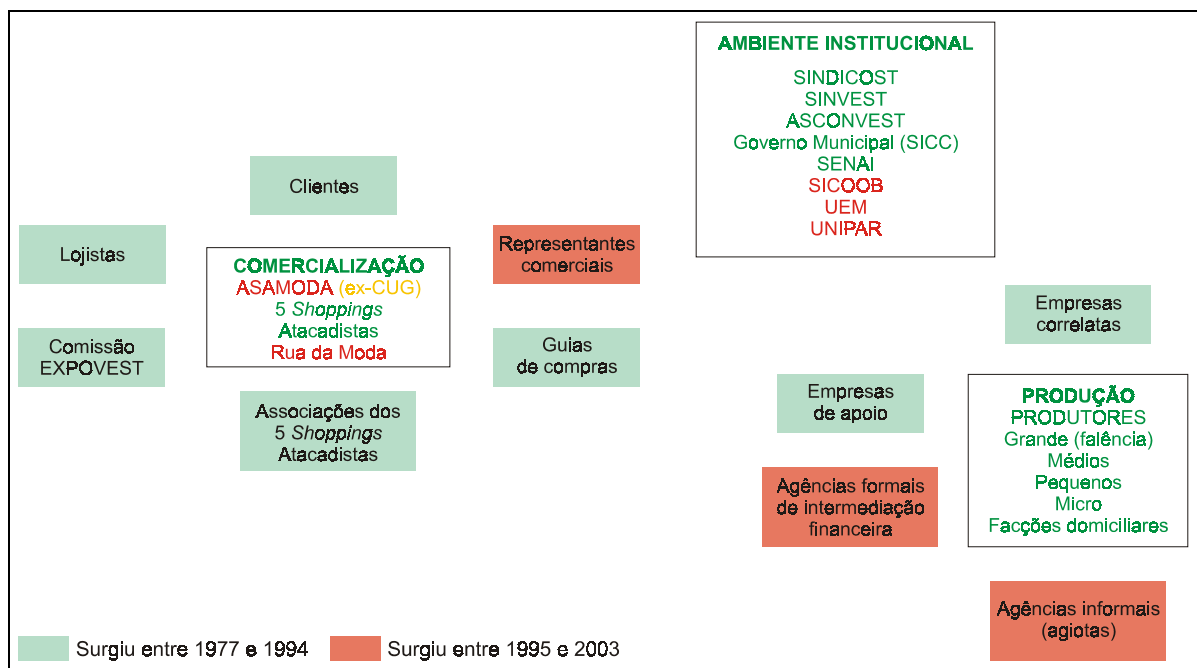 AMBIENTE INSTITUCIONAL
SINDICOST
SINVEST
ASCONVEST
Governo Municipal (SICC)
SENAI
SICOOB
UEM
UNIPAR
Clientes
Lojistas
COMERCIALIZAÇÃO
ASAMODA (ex-CUG)
5 Shoppings
Atacadistas
Rua da Moda
Representantes
comerciais
Comissão
EXPOVEST
Guias
de compras
Associações dos
5 Shoppings
Atacadistas
Empresas
correlatas
Empresas
de apoio
PRODUÇÃO
PRODUTORES
Grande (falência)
Médios
Pequenos
Micro
Facções domiciliares
Agências formais
de intermediação
financeira
Agências informais
(agiotas)
Surgiu entre 1977 e 1994
Surgiu entre 1995 e 2003